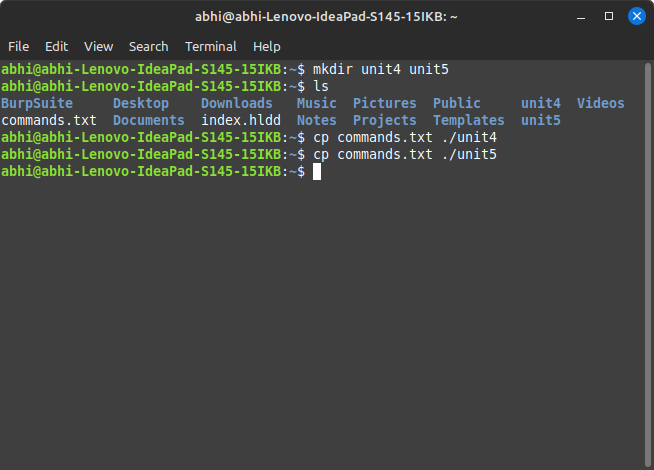 abhi@abhi-Lenovo-IdeaPad-S145-15IKB: ~
File Edit View Search Terminal Help
abhi@abhi-Lenovo-IdeaPad-S145-15IKB:~$ mkdir unit4 unit5
abhi@abhi-Lenovo-IdeaPad-S145-15IKB:~$ ls
BurpSuite Desktop Downloads Music Pictures Public unit4 Videos
commands.txt Documents index.hldd Notes Projects Templates unit5
abhi@abhi-Lenovo-IdeaPad-S145-15IKB:~$ cp commands.txt ./unit4
abhi@abhi-Lenovo-IdeaPad-S145-15IKB:~$ cp commands.txt ./unit5
abhi@abhi-Lenovo-IdeaPad-S145-15IKB:~$